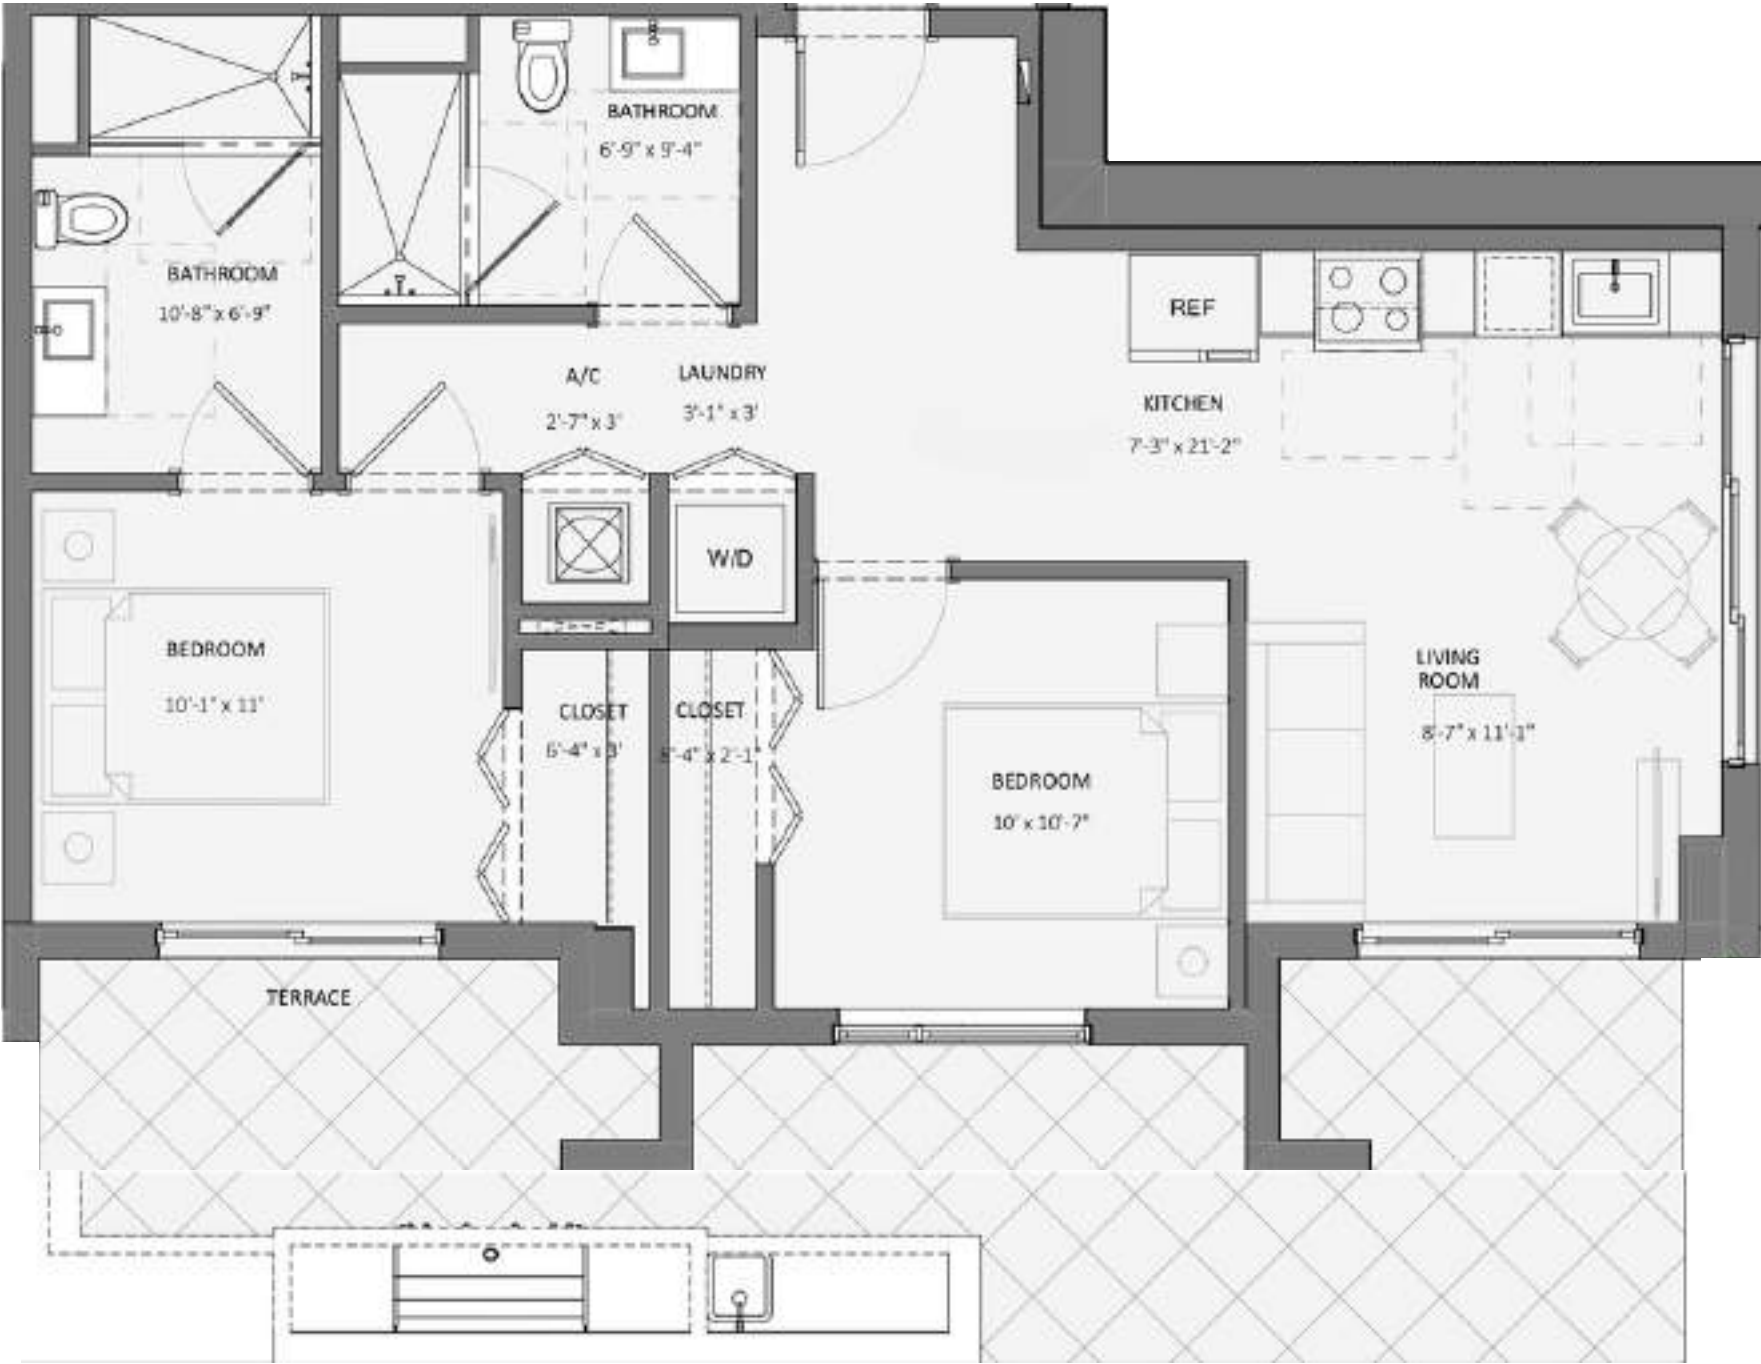 BATHROOM
6'-9" x 9'-4"
BATHROOM
10'-8" x 6'-9"
REF
A/C
2'-7" x 3'
LAUNDRY
3'-1" x 3'
KITCHEN
7'-3" x 21'-2"
W/D
BEDROOM
10'-1" x 11'
LIVING
ROOM
8'-7" x 11'-1"
CLOSET
6'-4" x 3'
CLOSET
x 2'-1"
BEDROOM
10' x 10'-7"
TERRACE